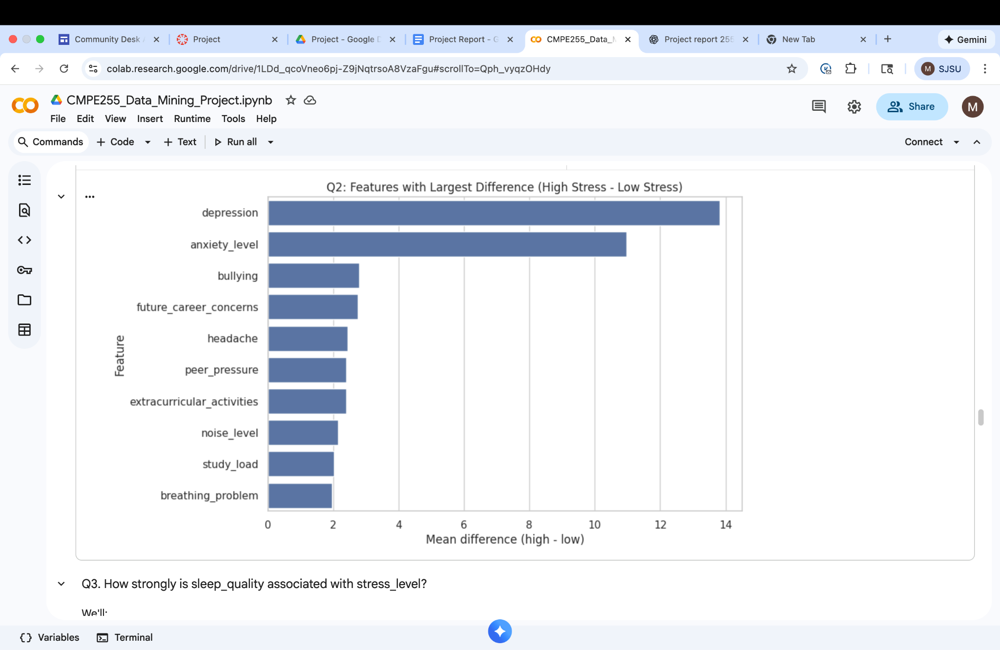 Community Desk
Project
Project - Google
Project Report -
CMPE255_Data_
Project report 255
New Tab
Gemini
colab.research.google.com/drive/1LDd_qcoVneo6pj-Z9jNqtrsoA8VzaFgu#scrollTo=Qph_vyqzOHdy
M SJSU
CMPE255_Data_Mining_Project.ipynb
File Edit View Insert Runtime Tools Help
Share
M
Commands + Code + Text Run all
Connect
Q2: Features with Largest Difference (High Stress - Low Stress)
depression
anxiety_level
bullying
future_career_concerns
headache
peer_pressure
extracurricular_activities
noise_level
study_load
breathing_problem
Feature
0 2 4 6 8 10 12 14
Mean difference (high - low)
Q3. How strongly is sleep_quality associated with stress_level?
We'll:
Variables Terminal